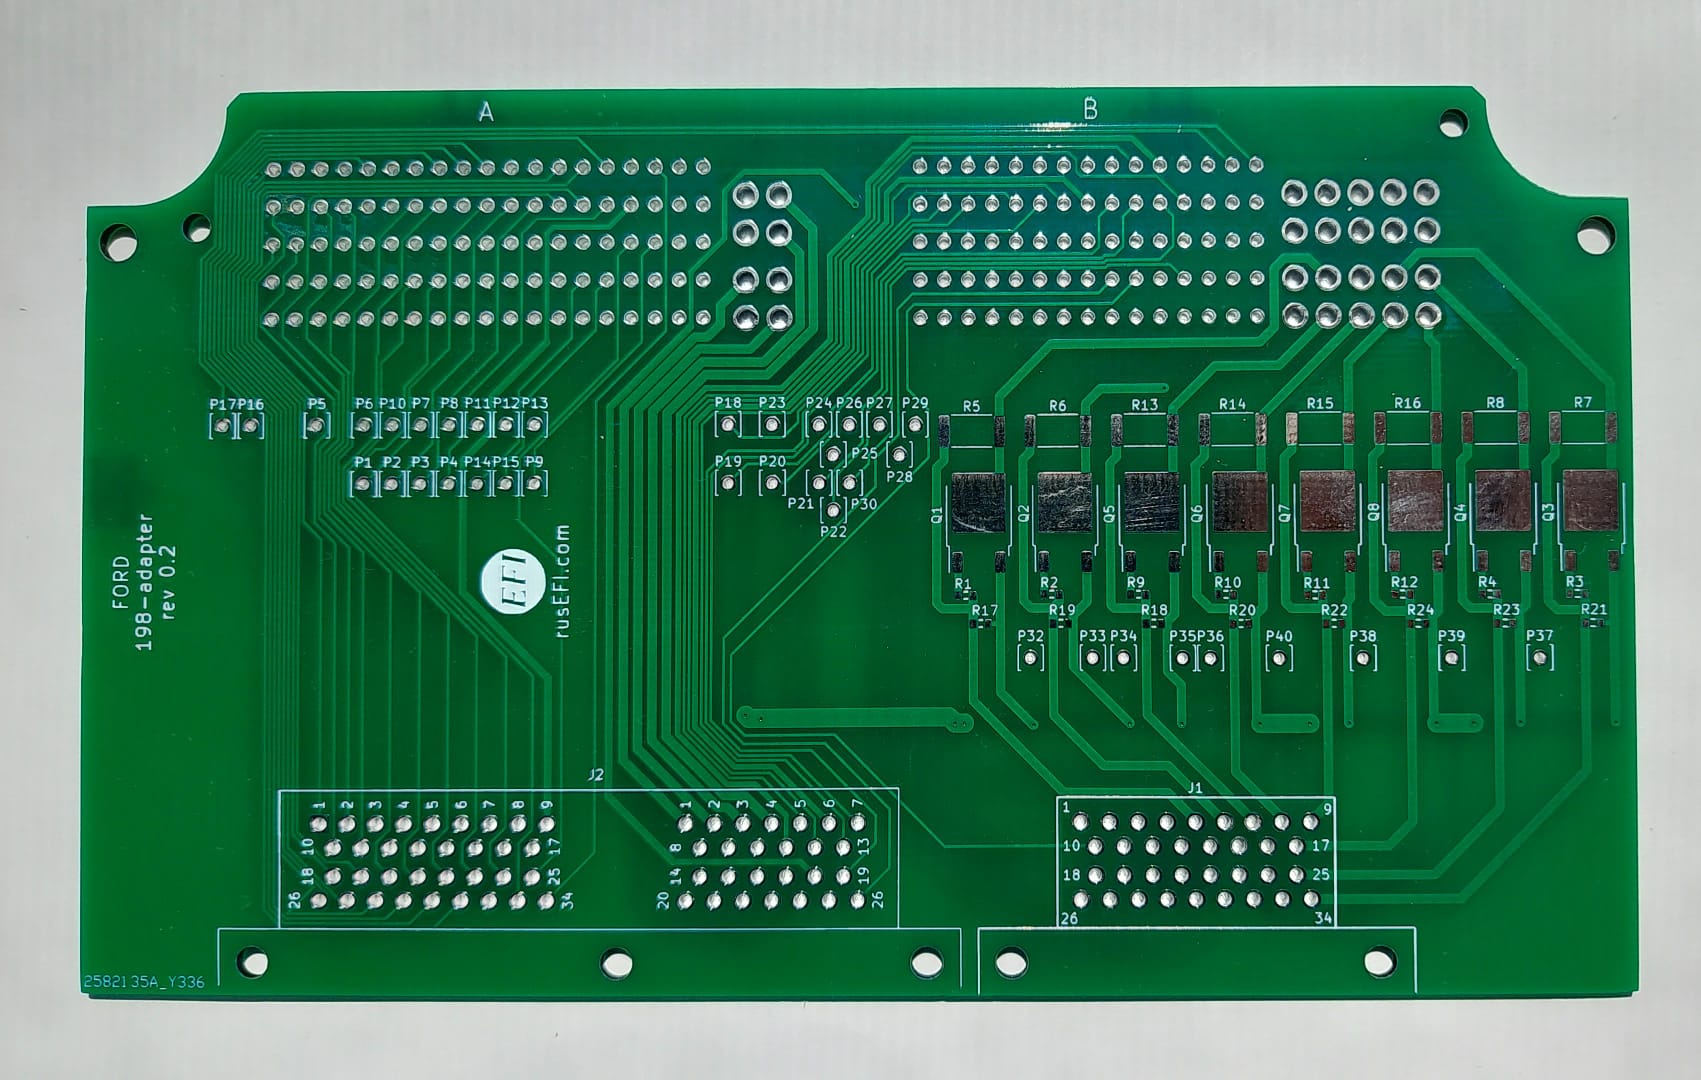 A
B
P17 P16 P5 P6 P10 P7 P8 P11 P12 P13
P18 P23 P24 P26 P27 P29
R5 R6 R13 R14 R15 R16 R8 R7
P25
P28
P1 P2 P3 P4 P14 P15 P9
P19 P20
P21 P30
P22
Q1 Q2 Q5 Q6 Q7 Q8 Q4 Q3
FORD
198-adapter
rev 0.2
EFI
rusEFI.com
R1 R2 R9 R10 R11 R12 R4 R3
R17 R19 R18 R20 R22 R24 R23 R21
P32 P33 P34 P35 P36 P40 P38 P39 P37
J2
J1
1 2 3 4 5 6 7 8 9
10 17
18 25
26 34
1 2 3 4 5 6 7
8 13
14 19
20 26
1 9
10 17
18 25
26 34
2582135A_Y336